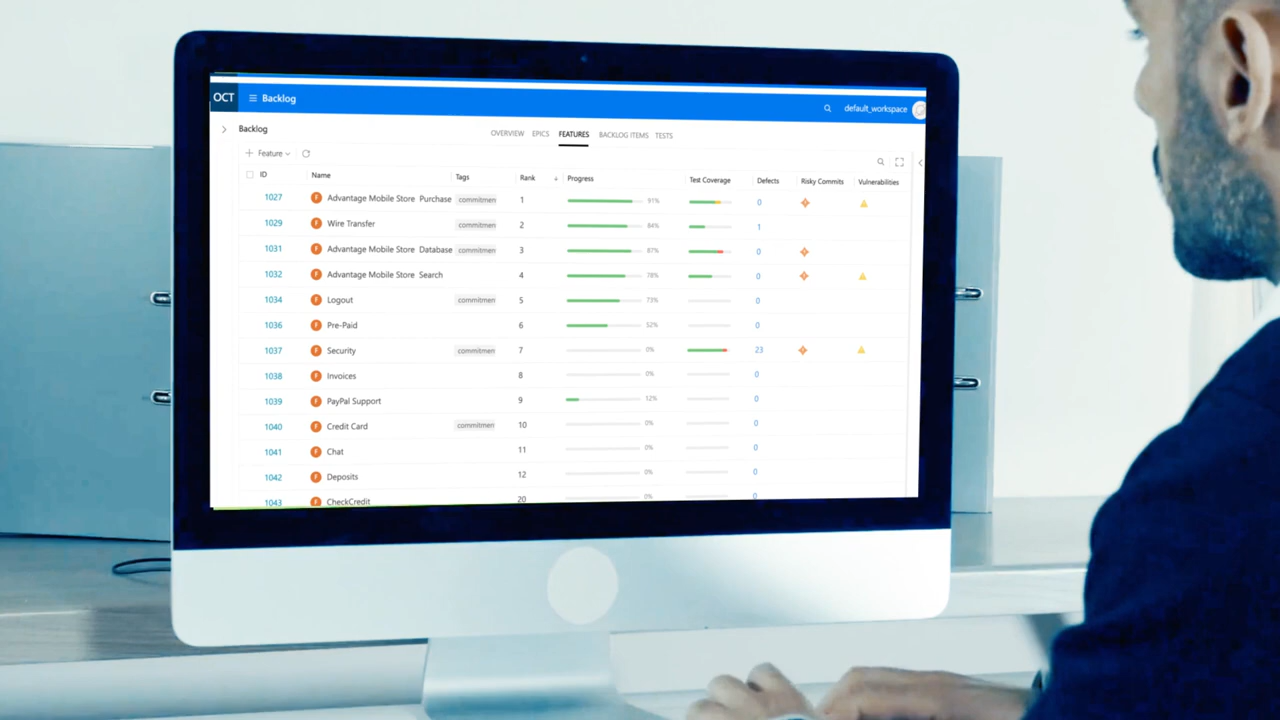 OCT Backlog default_workspace
Backlog
OVERVIEW EPICS FEATURES BACKLOG ITEMS TESTS
Feature
ID Name Tags Rank Progress Test Coverage Defects Risky Commits Vulnerabilities
1027 F Advantage Mobile Store Purchase commitmen 1 91% 0
1029 F Wire Transfer commitmen 2 84% 1
1031 F Advantage Mobile Store Database commitmen 3 87% 0
1032 F Advantage Mobile Store Search 4 78% 0
1034 F Logout commitmen 5 73% 0
1036 F Pre-Paid 6 52% 0
1037 F Security commitmen 7 0% 23
1038 F Invoices 8 0% 0
1039 F PayPal Support 9 12% 0
1040 F Credit Card commitmen 10 0% 0
1041 F Chat 11 0% 0
1042 F Deposits 12 0% 0
1043 F CheckCredit 20 0% 0